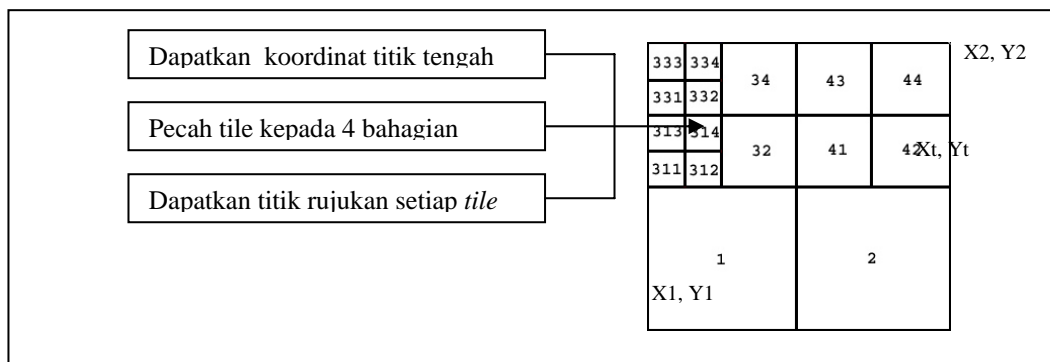 Dapatkan koordinat titik tengah
Pecah tile kepada 4 bahagian
Dapatkan titik rujukan setiap tile
X2, Y2
333 334 34 43 44
331 332
313 314 32 41 42 Xt, Yt
311 312
1 2
X1, Y1